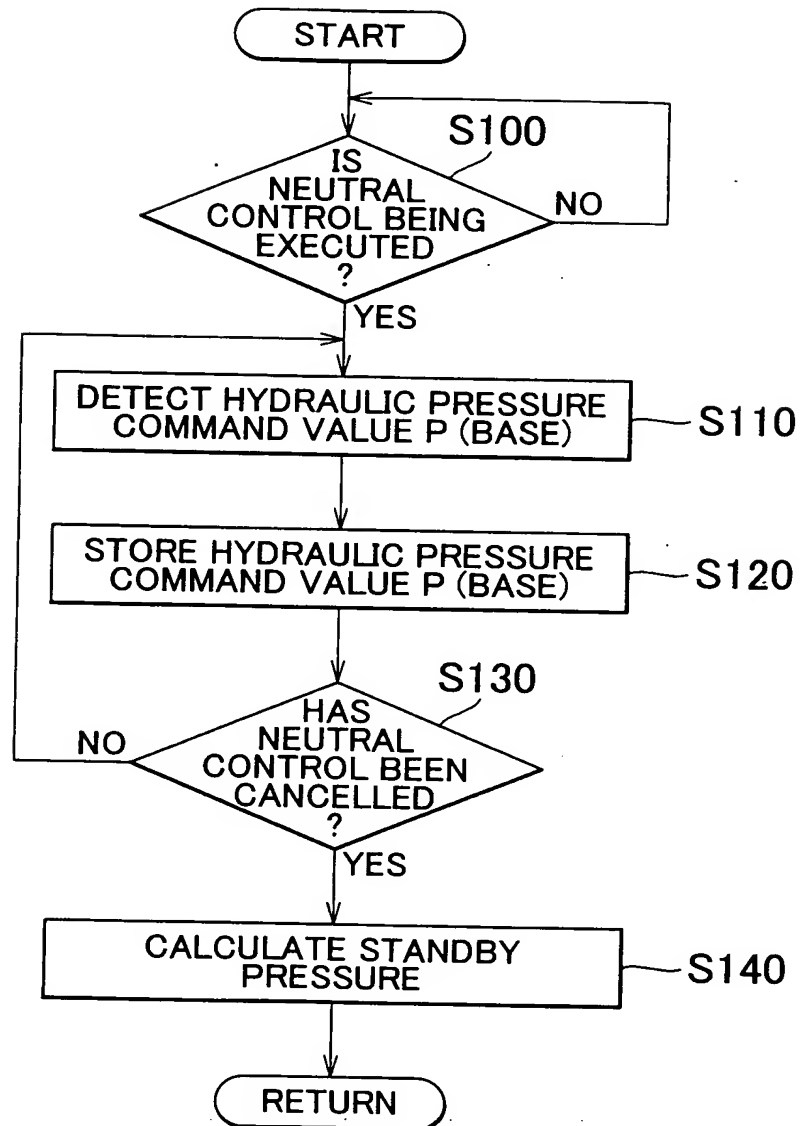 START
S100
IS
NEUTRAL
CONTROL BEING
EXECUTED
?
NO
YES
DETECT HYDRAULIC PRESSURE
COMMAND VALUE P (BASE)
S110
STORE HYDRAULIC PRESSURE
COMMAND VALUE P (BASE)
S120
S130
HAS
NEUTRAL
CONTROL BEEN
CANCELLED
?
NO
YES
CALCULATE STANDBY
PRESSURE
S140
RETURN